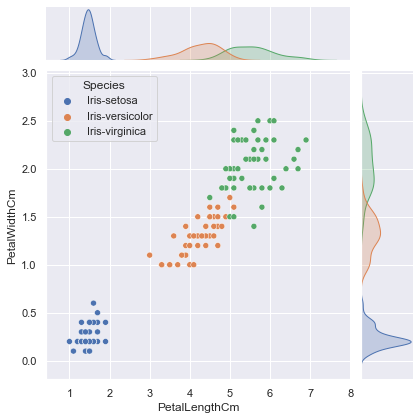 3.0
Species
Iris-setosa
Iris-versicolor
Iris-virginica
2.5
2.0
1.5
1.0
0.5
0.0
PetalWidthCm
1 2 3 4 5 6 7 8
PetalLengthCm